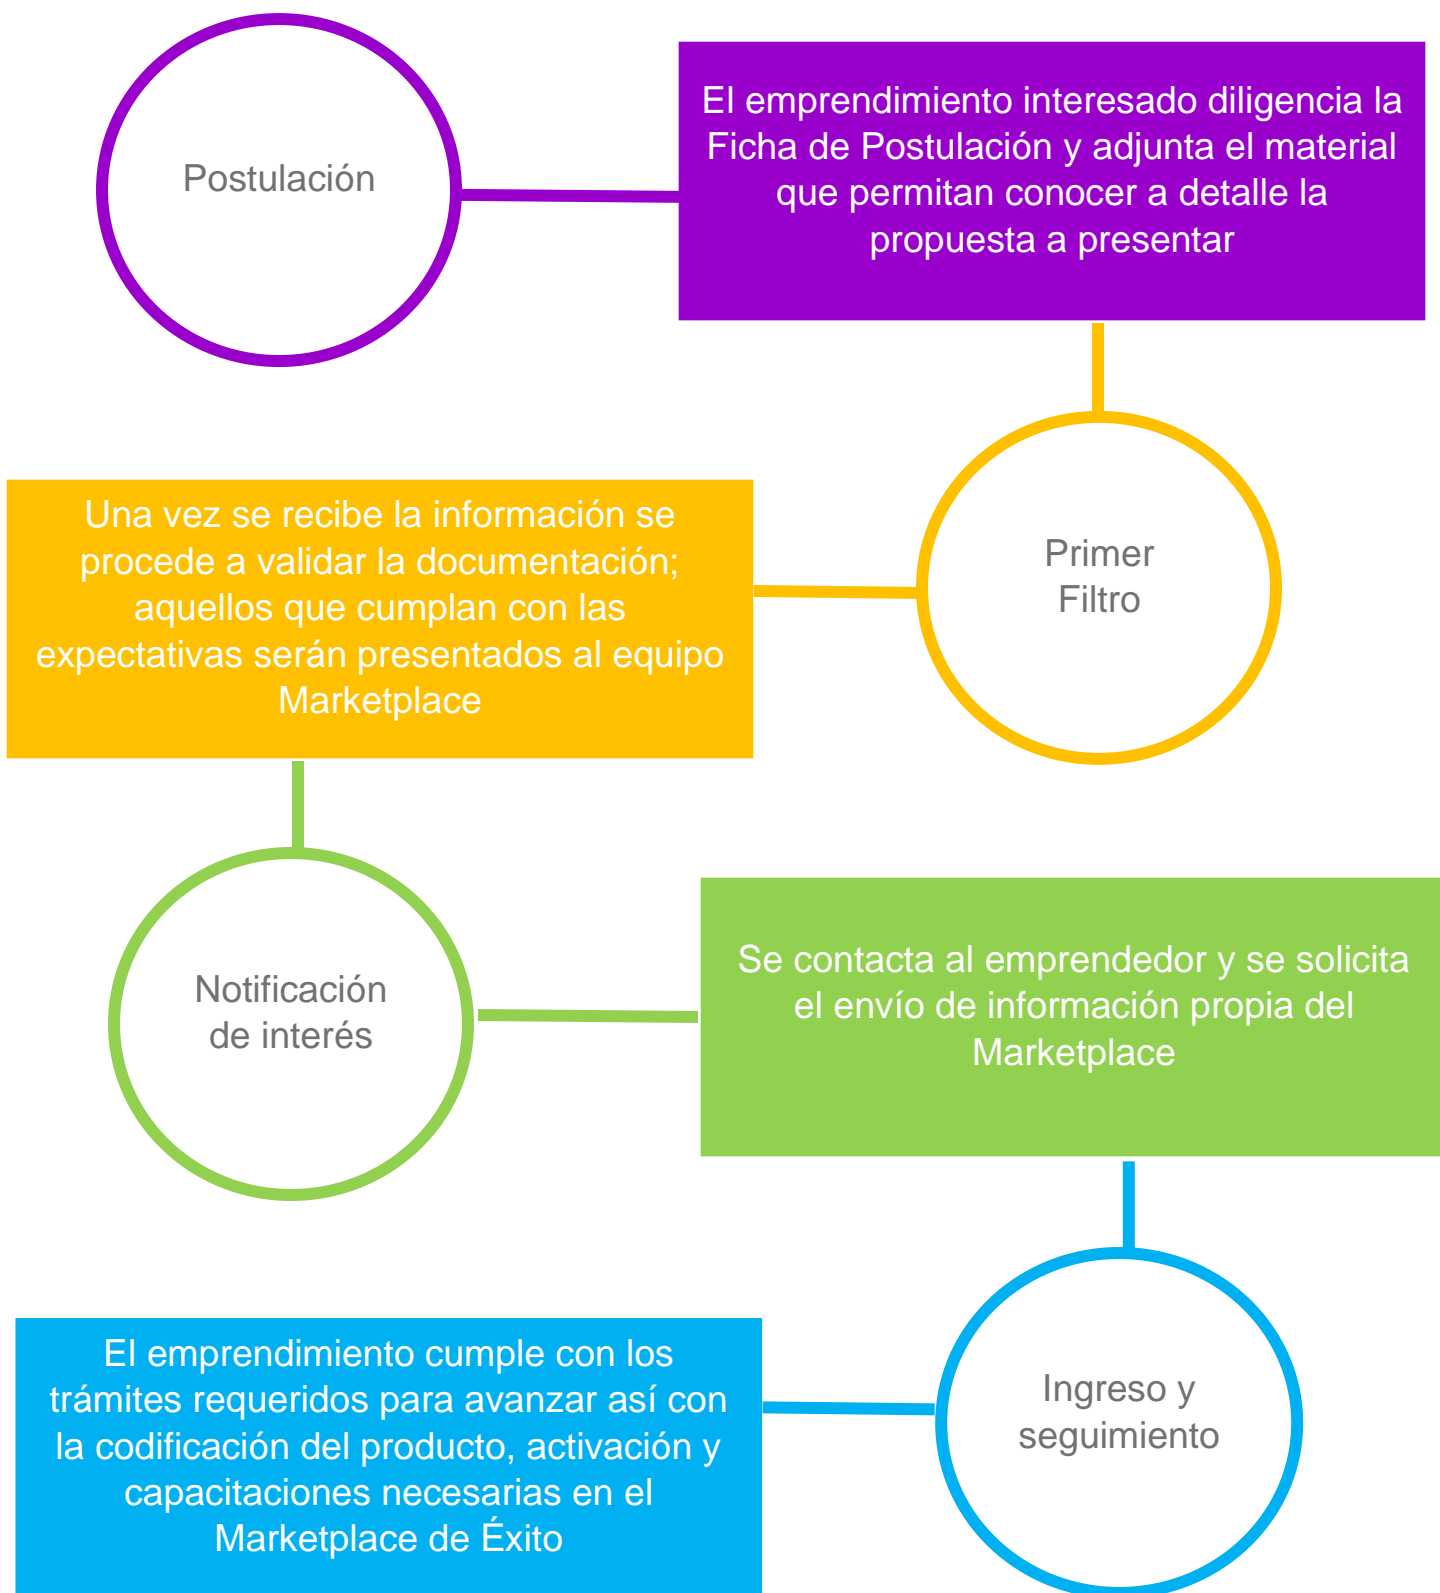 Postulación
El emprendimiento interesado diligencia la
Ficha de Postulación y adjunta el material
que permitan conocer a detalle la
propuesta a presentar
Primer
Filtro
Una vez se recibe la información se
procede a validar la documentación;
aquellos que cumplan con las
expectativas serán presentados al equipo
Marketplace
Notificación
de interés
Se contacta al emprendedor y se solicita
el envío de información propia del
Marketplace
Ingreso y
seguimiento
El emprendimiento cumple con los
trámites requeridos para avanzar así con
la codificación del producto, activación y
capacitaciones necesarias en el
Marketplace de Éxito